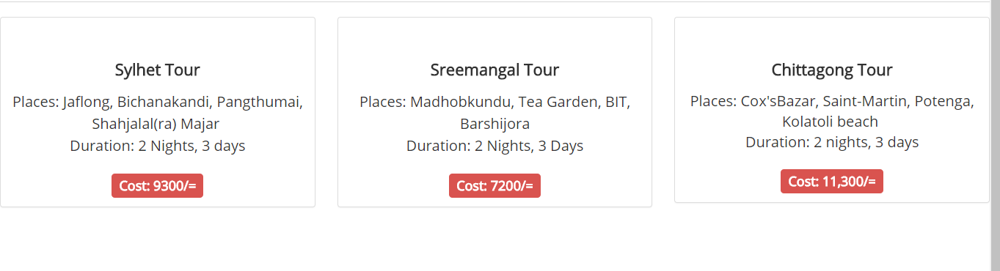 Sylhet Tour
Places: Jaflong, Bichanakandi, Pangthumai,
Shahjalal(ra) Majar
Duration: 2 Nights, 3 days
Cost: 9300/=
Sreemangal Tour
Places: Madhobkundu, Tea Garden, BIT,
Barshijora
Duration: 2 Nights, 3 Days
Cost: 7200/=
Chittagong Tour
Places: Cox'sBazar, Saint-Martin, Potenga,
Kolatoli beach
Duration: 2 nights, 3 days
Cost: 11,300/=